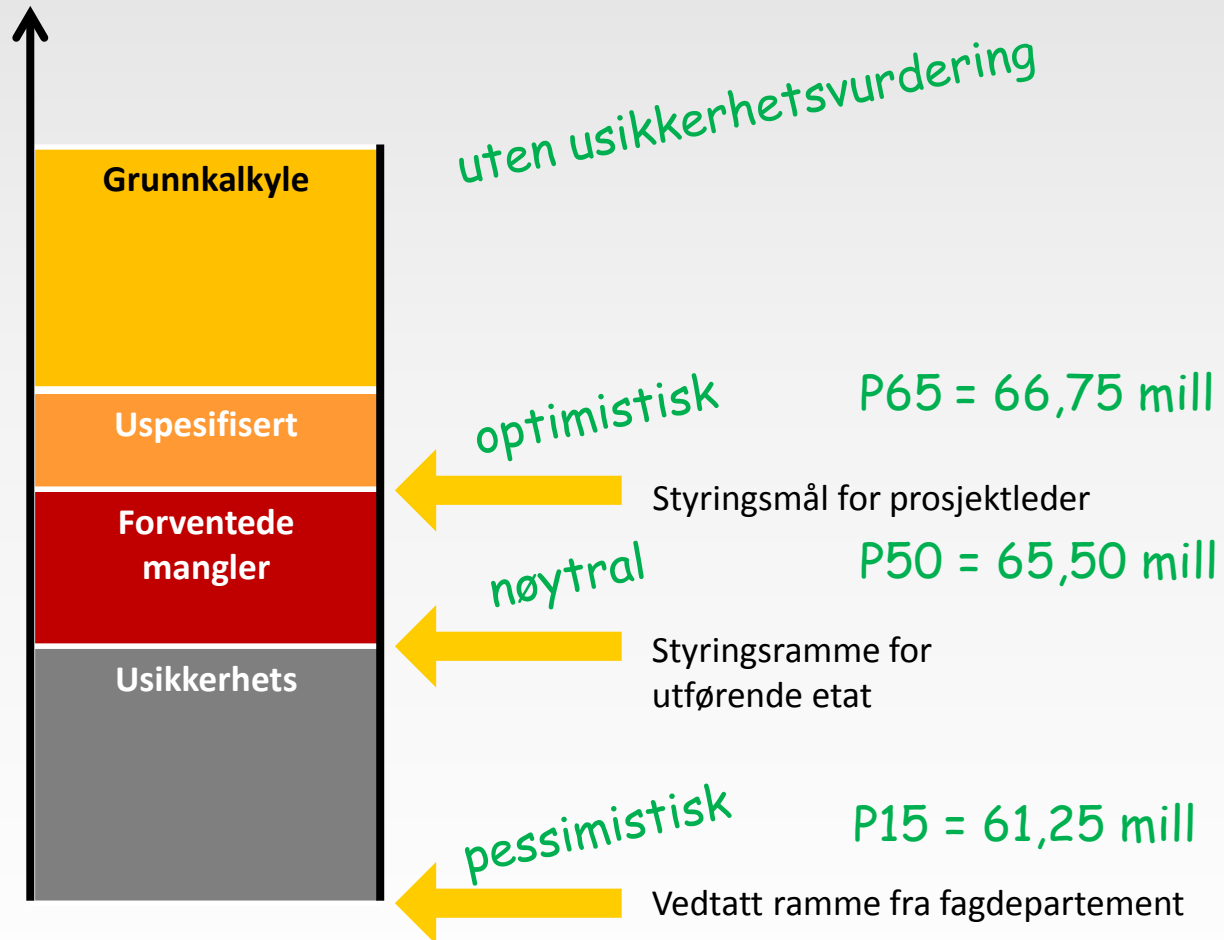 uten usikkerhetsvurdering
Grunnkalkyle
Uspesifisert
optimistisk
P65 = 66,75 mill
Styringsmål for prosjektleder
Forventede
mangler
nøytral
P50 = 65,50 mill
Styringsramme for
utførende etat
Usikkerhets
pessimistisk
P15 = 61,25 mill
Vedtatt ramme fra fagdepartement